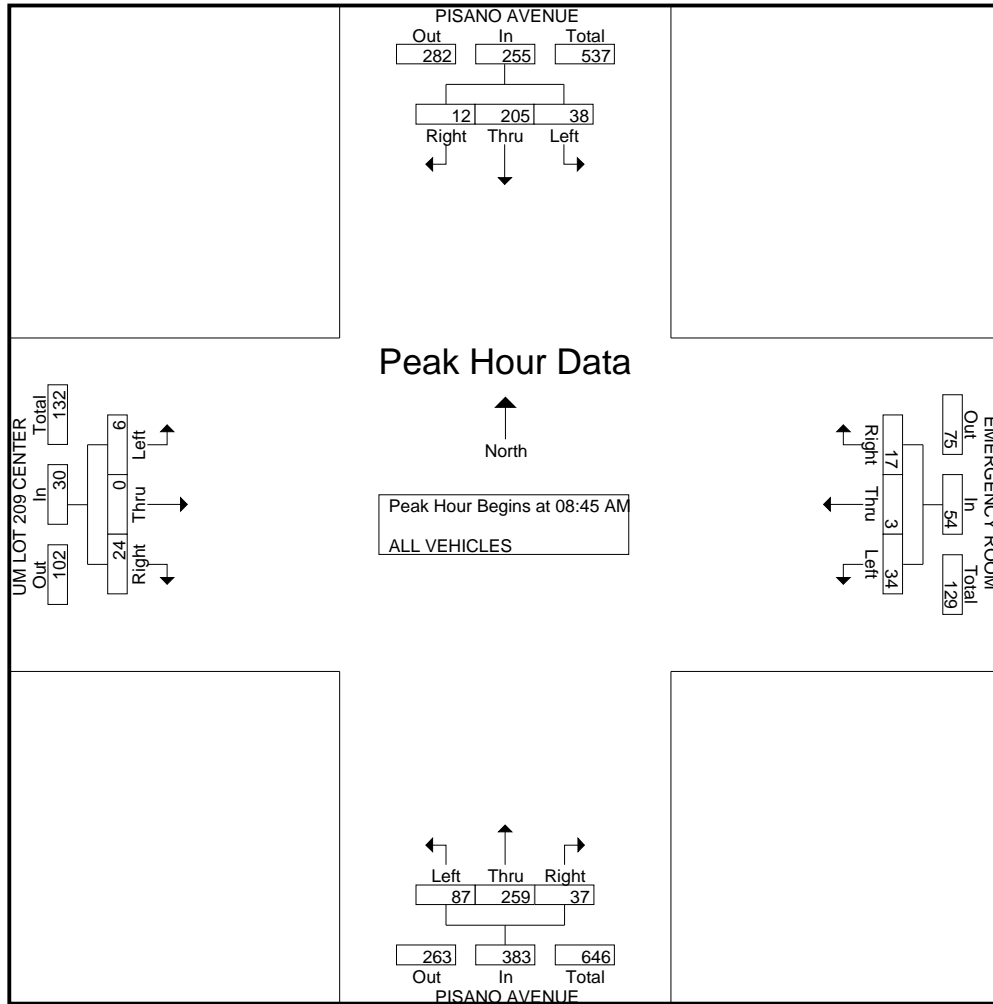 PISANO AVENUE
Out In Total
282 255 537
12 205 38
Right Thru Left
Peak Hour Data
North
Peak Hour Begins at 08:45 AM
ALL VEHICLES
UM LOT 209 CENTER
Out In Total
102 30 132
6 0 24
Left Thru Right
EMERGENCY ROOM
Out In Total
75 54 129
17 3 34
Right Thru Left
Left Thru Right
87 259 37
263 383 646
Out In Total
PISANO AVENUE